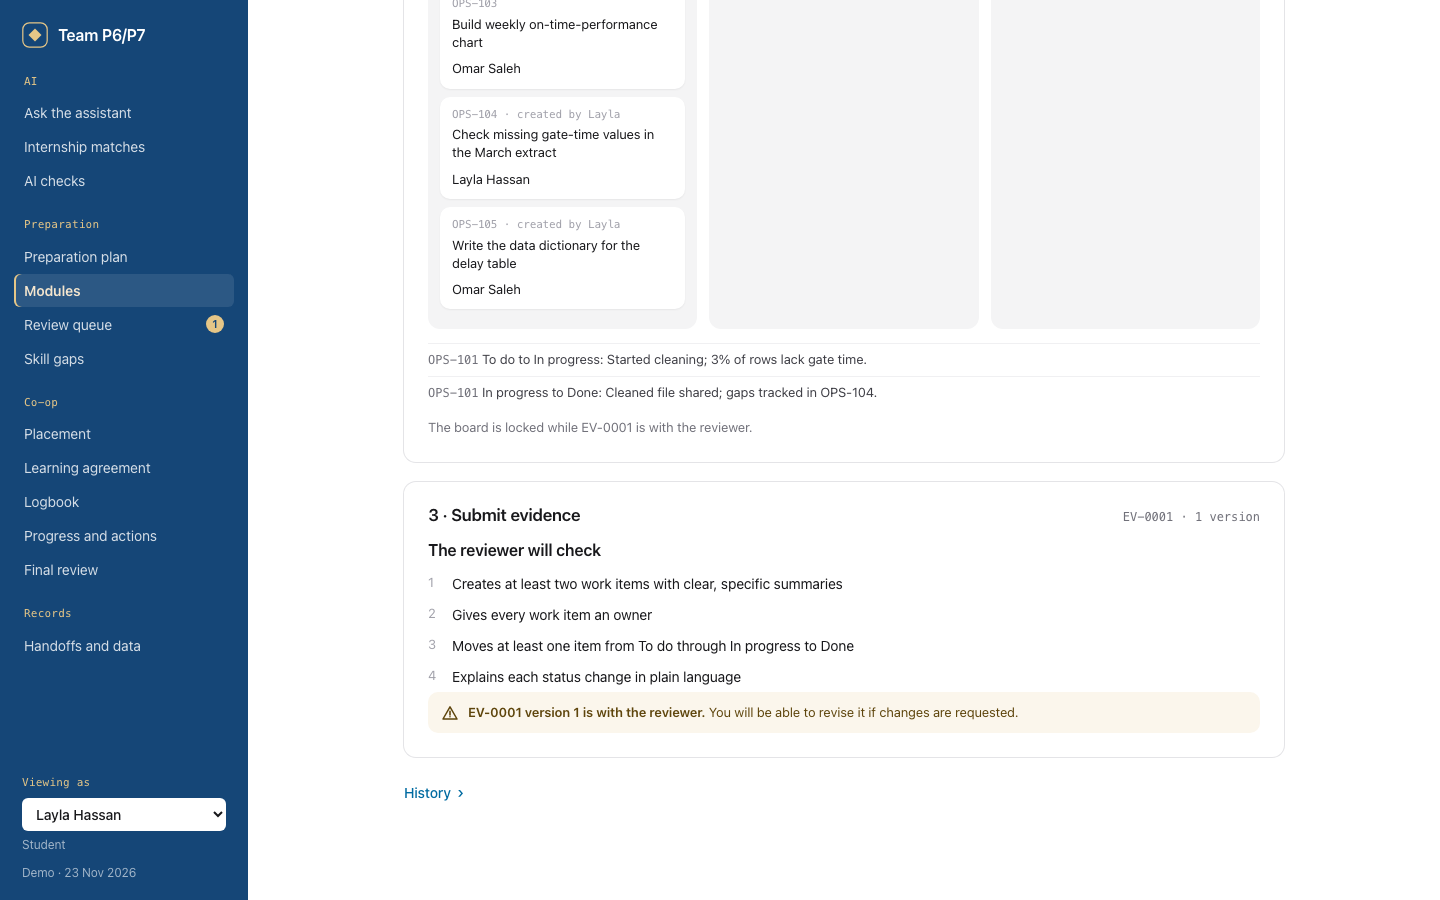 Team P6/P7
AI
Ask the assistant
Internship matches
AI checks
Preparation
Preparation plan
Modules
Review queue
1
Skill gaps
Co-op
Placement
Learning agreement
Logbook
Progress and actions
Final review
Records
Handoffs and data
Viewing as
Layla Hassan
Student
Demo · 23 Nov 2026
OPS-103
Build weekly on-time-performance
chart
Omar Saleh
OPS-104 · created by Layla
Check missing gate-time values in
the March extract
Layla Hassan
OPS-105 · created by Layla
Write the data dictionary for the
delay table
Omar Saleh
OPS-101 To do to In progress: Started cleaning; 3% of rows lack gate time.
OPS-101 In progress to Done: Cleaned file shared; gaps tracked in OPS-104.
The board is locked while EV-0001 is with the reviewer.
3 · Submit evidence
EV-0001 · 1 version
The reviewer will check
1 Creates at least two work items with clear, specific summaries
2 Gives every work item an owner
3 Moves at least one item from To do through In progress to Done
4 Explains each status change in plain language
EV-0001 version 1 is with the reviewer. You will be able to revise it if changes are requested.
History ›